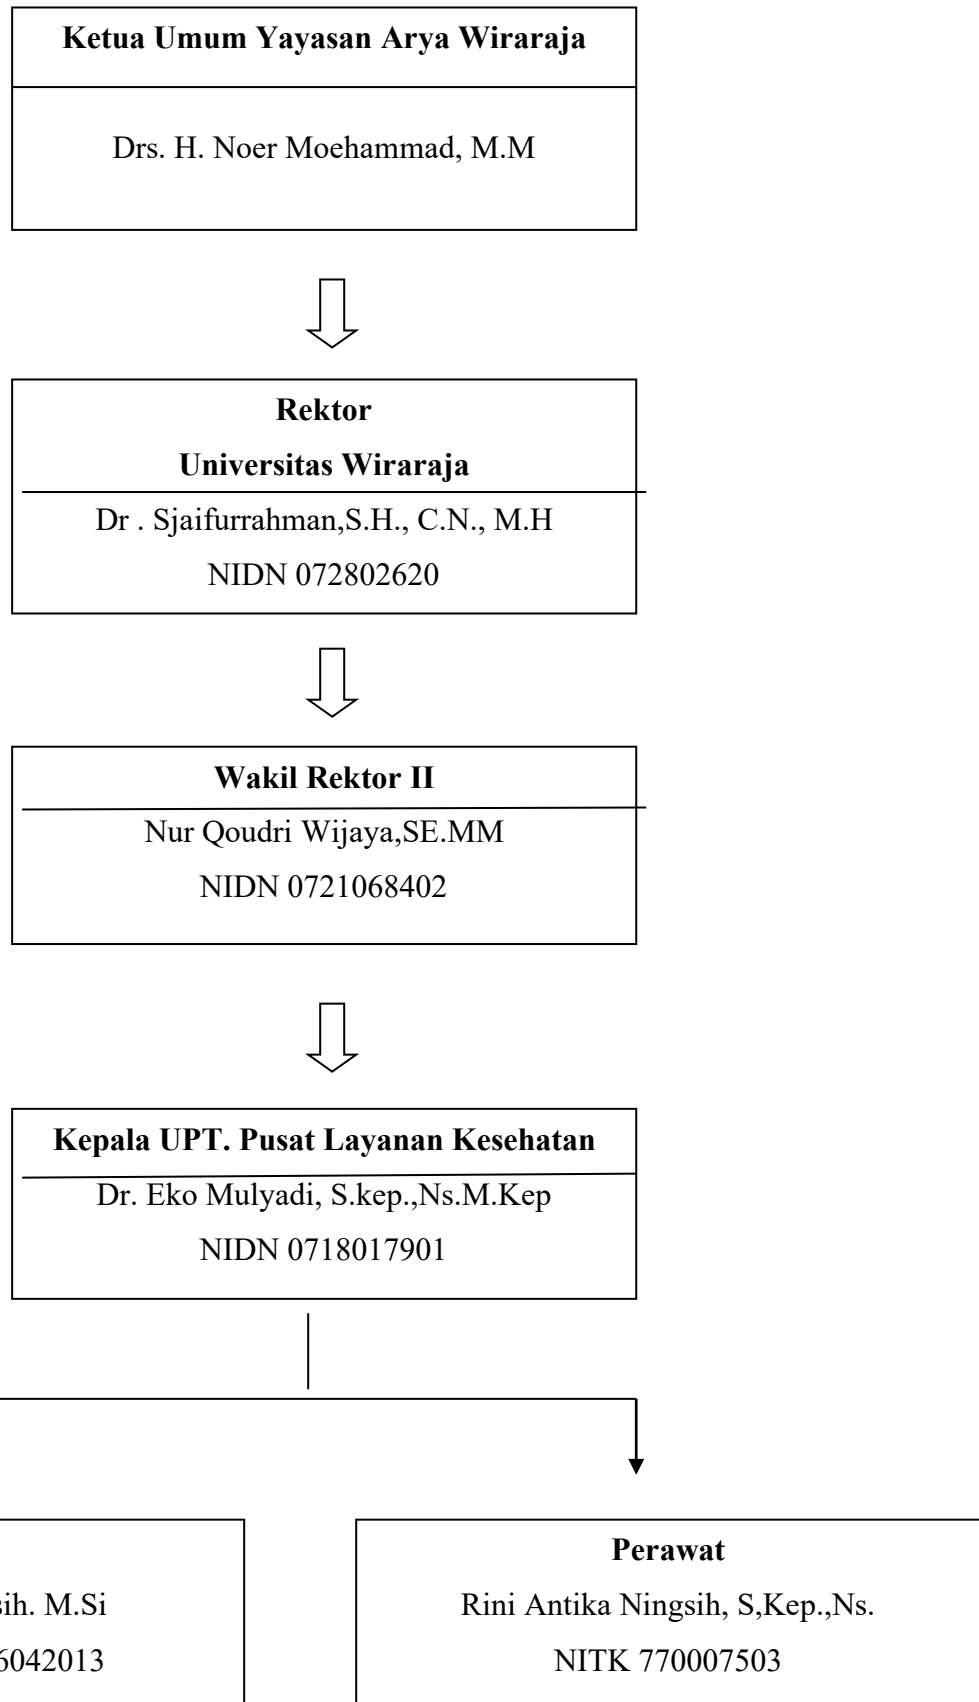 Ketua Umum Yayasan Arya Wiraraja
Drs. H. Noer Moehammad, M.M
Rektor
Universitas Wiraraja
Dr . Sjaifurrahman,S.H., C.N., M.H
NIDN 072802620
Wakil Rektor II
Nur Qoudri Wijaya,SE.MM
NIDN 0721068402
Kepala UPT. Pusat Layanan Kesehatan
Dr. Eko Mulyadi, S.kep.,Ns.M.Kep
NIDN 0718017901
M.Si
Perawat
Rini Antika Ningsih, S,Kep.,Ns.
NITK 770007503